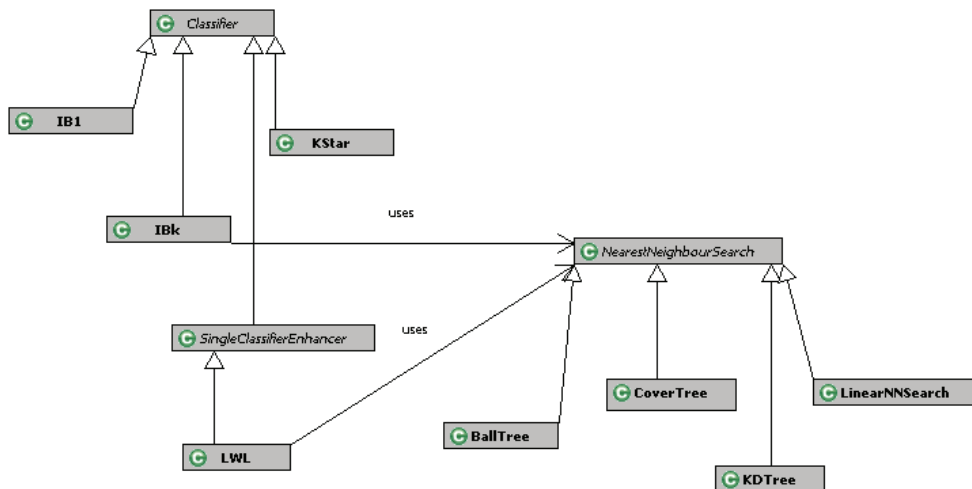 Classifier
IB1
KStar
uses
IBk
NearestNeighbourSearch
uses
SingleClassifierEnhancer
CoverTree
LinearNNSearch
BallTree
LWL
KDTree